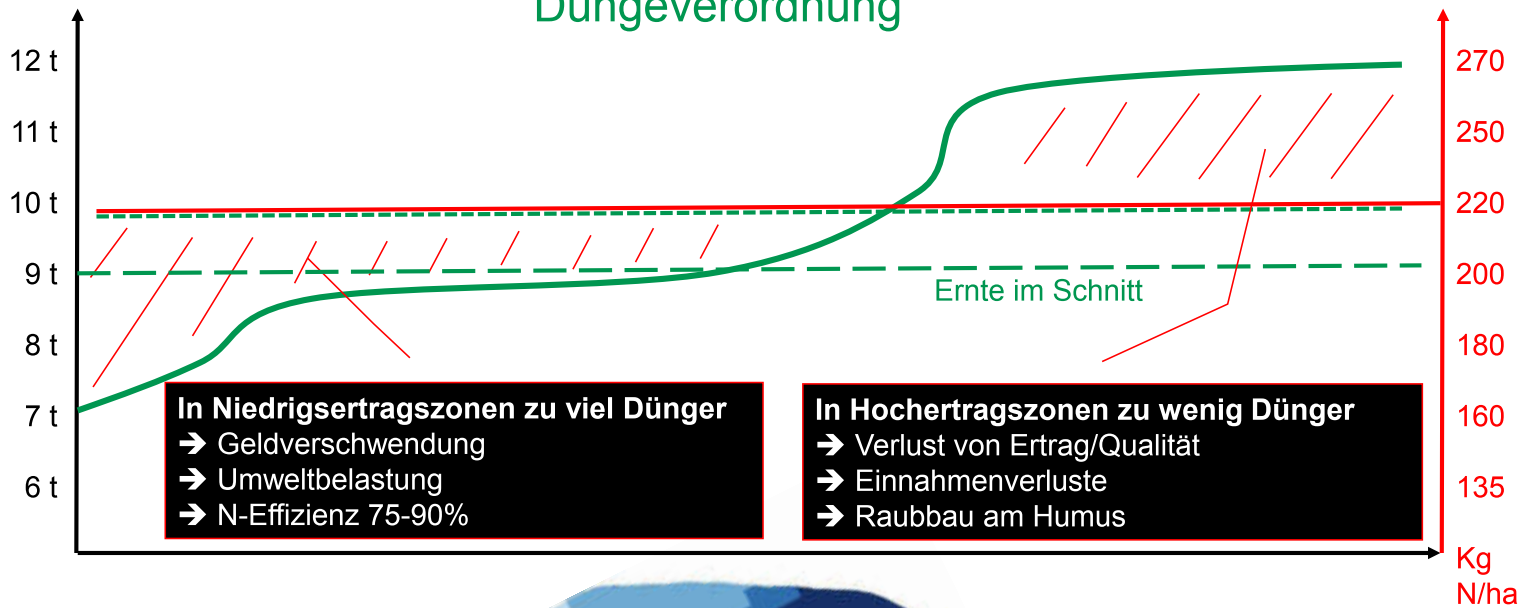 Düngeverordnung
12 t
11 t
10 t
9 t
8 t
7 t
6 t
270
250
220
200
180
160
135
Kg
N/ha
Ernte im Schnitt
In Niedrigsertragszonen zu viel Dünger
➔ Geldverschwendung
➔ Umweltbelastung
➔ N-Effizienz 75-90%
In Hochertragszonen zu wenig Dünger
➔ Verlust von Ertrag/Qualität
➔ Einnahmenverluste
➔ Raubbau am Humus